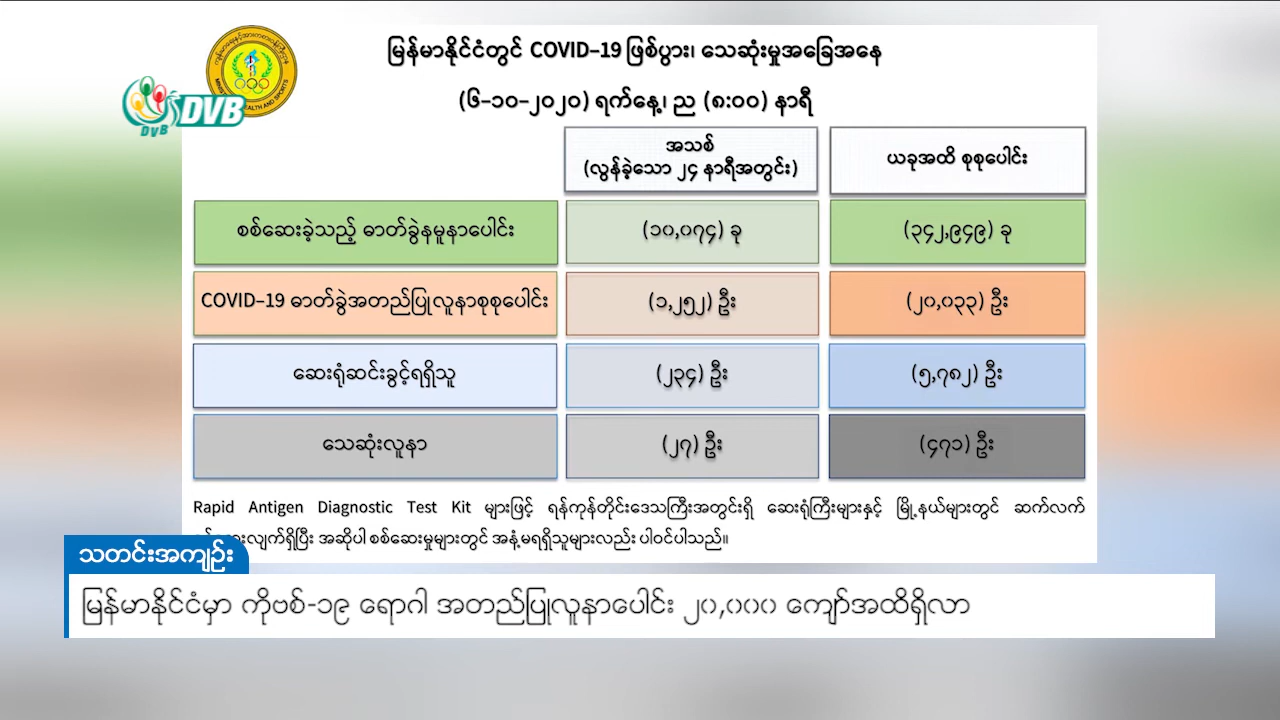 မြန်မာနိုင်ငံတွင် COVID-19 ဖြစ်ပွား၊ သေဆုံးမှုအခြေအနေ
(၆-၁၀-၂၀၂၀) ရက်နေ့၊ ည (၈:၀၀) နာရီ
DVB
DVB
အသစ်
(လွန်ခဲ့သော ၂၄ နာရီအတွင်း)
ယခုအထိ စုစုပေါင်း
စစ်ဆေးခဲ့သည့် ဓာတ်ခွဲနမူနာပေါင်း (၁၀,၀၇၄) ခု (၃၄၂,၉၄၉) ခု
COVID-19 ဓာတ်ခွဲအတည်ပြုလူနာစုစုပေါင်း (၁,၂၅၂) ဦး (၂၀,၀၃၃) ဦး
ဆေးရုံဆင်းခွင့်ရရှိသူ (၂၃၄) ဦး (၅,၇၈၂) ဦး
သေဆုံးလူနာ (၂၇) ဦး (၄၇၁) ဦး
Rapid Antigen Diagnostic Test Kit များဖြင့် ရန်ကုန်တိုင်းဒေသကြီးအတွင်းရှိ ဆေးရုံကြီးများနှင့် မြို့နယ်များတွင် ဆက်လက်
အဆိုပါ စစ်ဆေးမှုများတွင် အနံ့မရရှိသူများလည်း ပါဝင်ပါသည်။
သတင်းအကျဉ်း
မြန်မာနိုင်ငံမှာ ကိုဗစ်-၁၉ ရောဂါ အတည်ပြုလူနာပေါင်း ၂၀,၀၀၀ ကျော်အထိရှိလာ